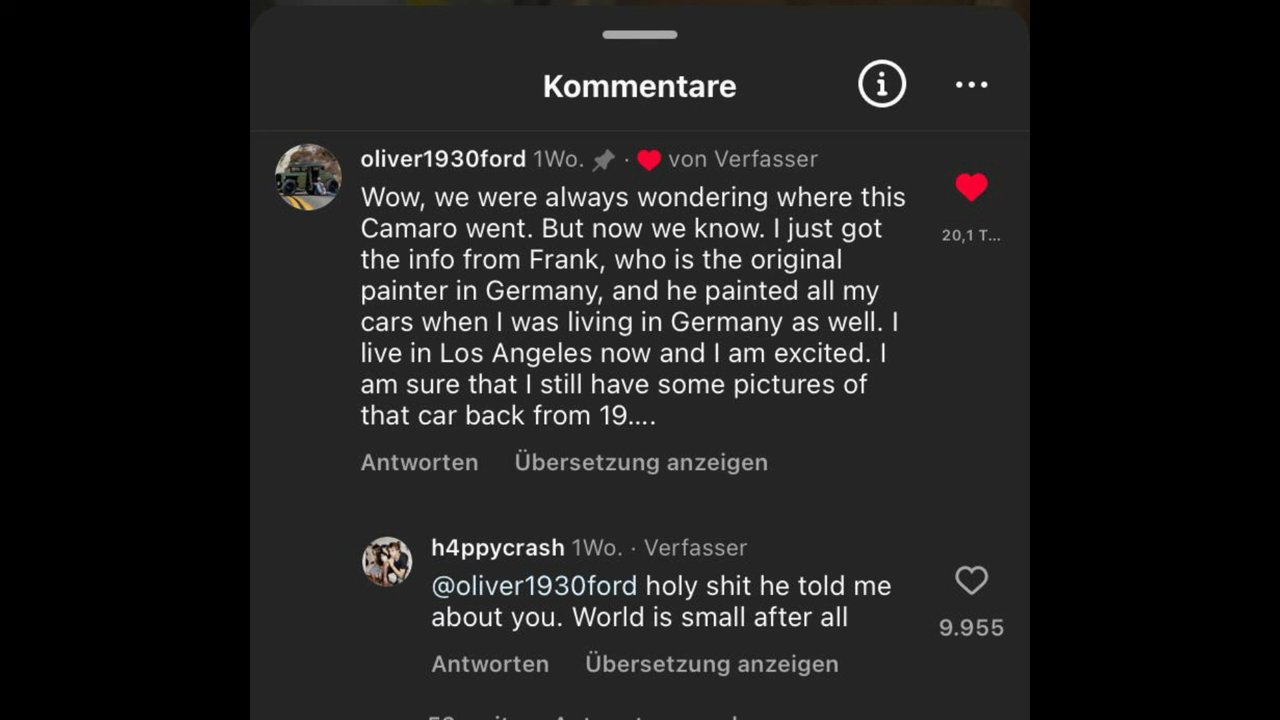 Kommentare
oliver1930ford 1Wo. · von Verfasser
Wow, we were always wondering where this
Camaro went. But now we know. I just got
the info from Frank, who is the original
painter in Germany, and he painted all my
cars when I was living in Germany as well. I
live in Los Angeles now and I am excited. I
am sure that I still have some pictures of
that car back from 19....
20,1 T...
Antworten Übersetzung anzeigen
h4ppycrash 1Wo. · Verfasser
@oliver1930ford holy shit he told me
about you. World is small after all
9.955
Antworten Übersetzung anzeigen